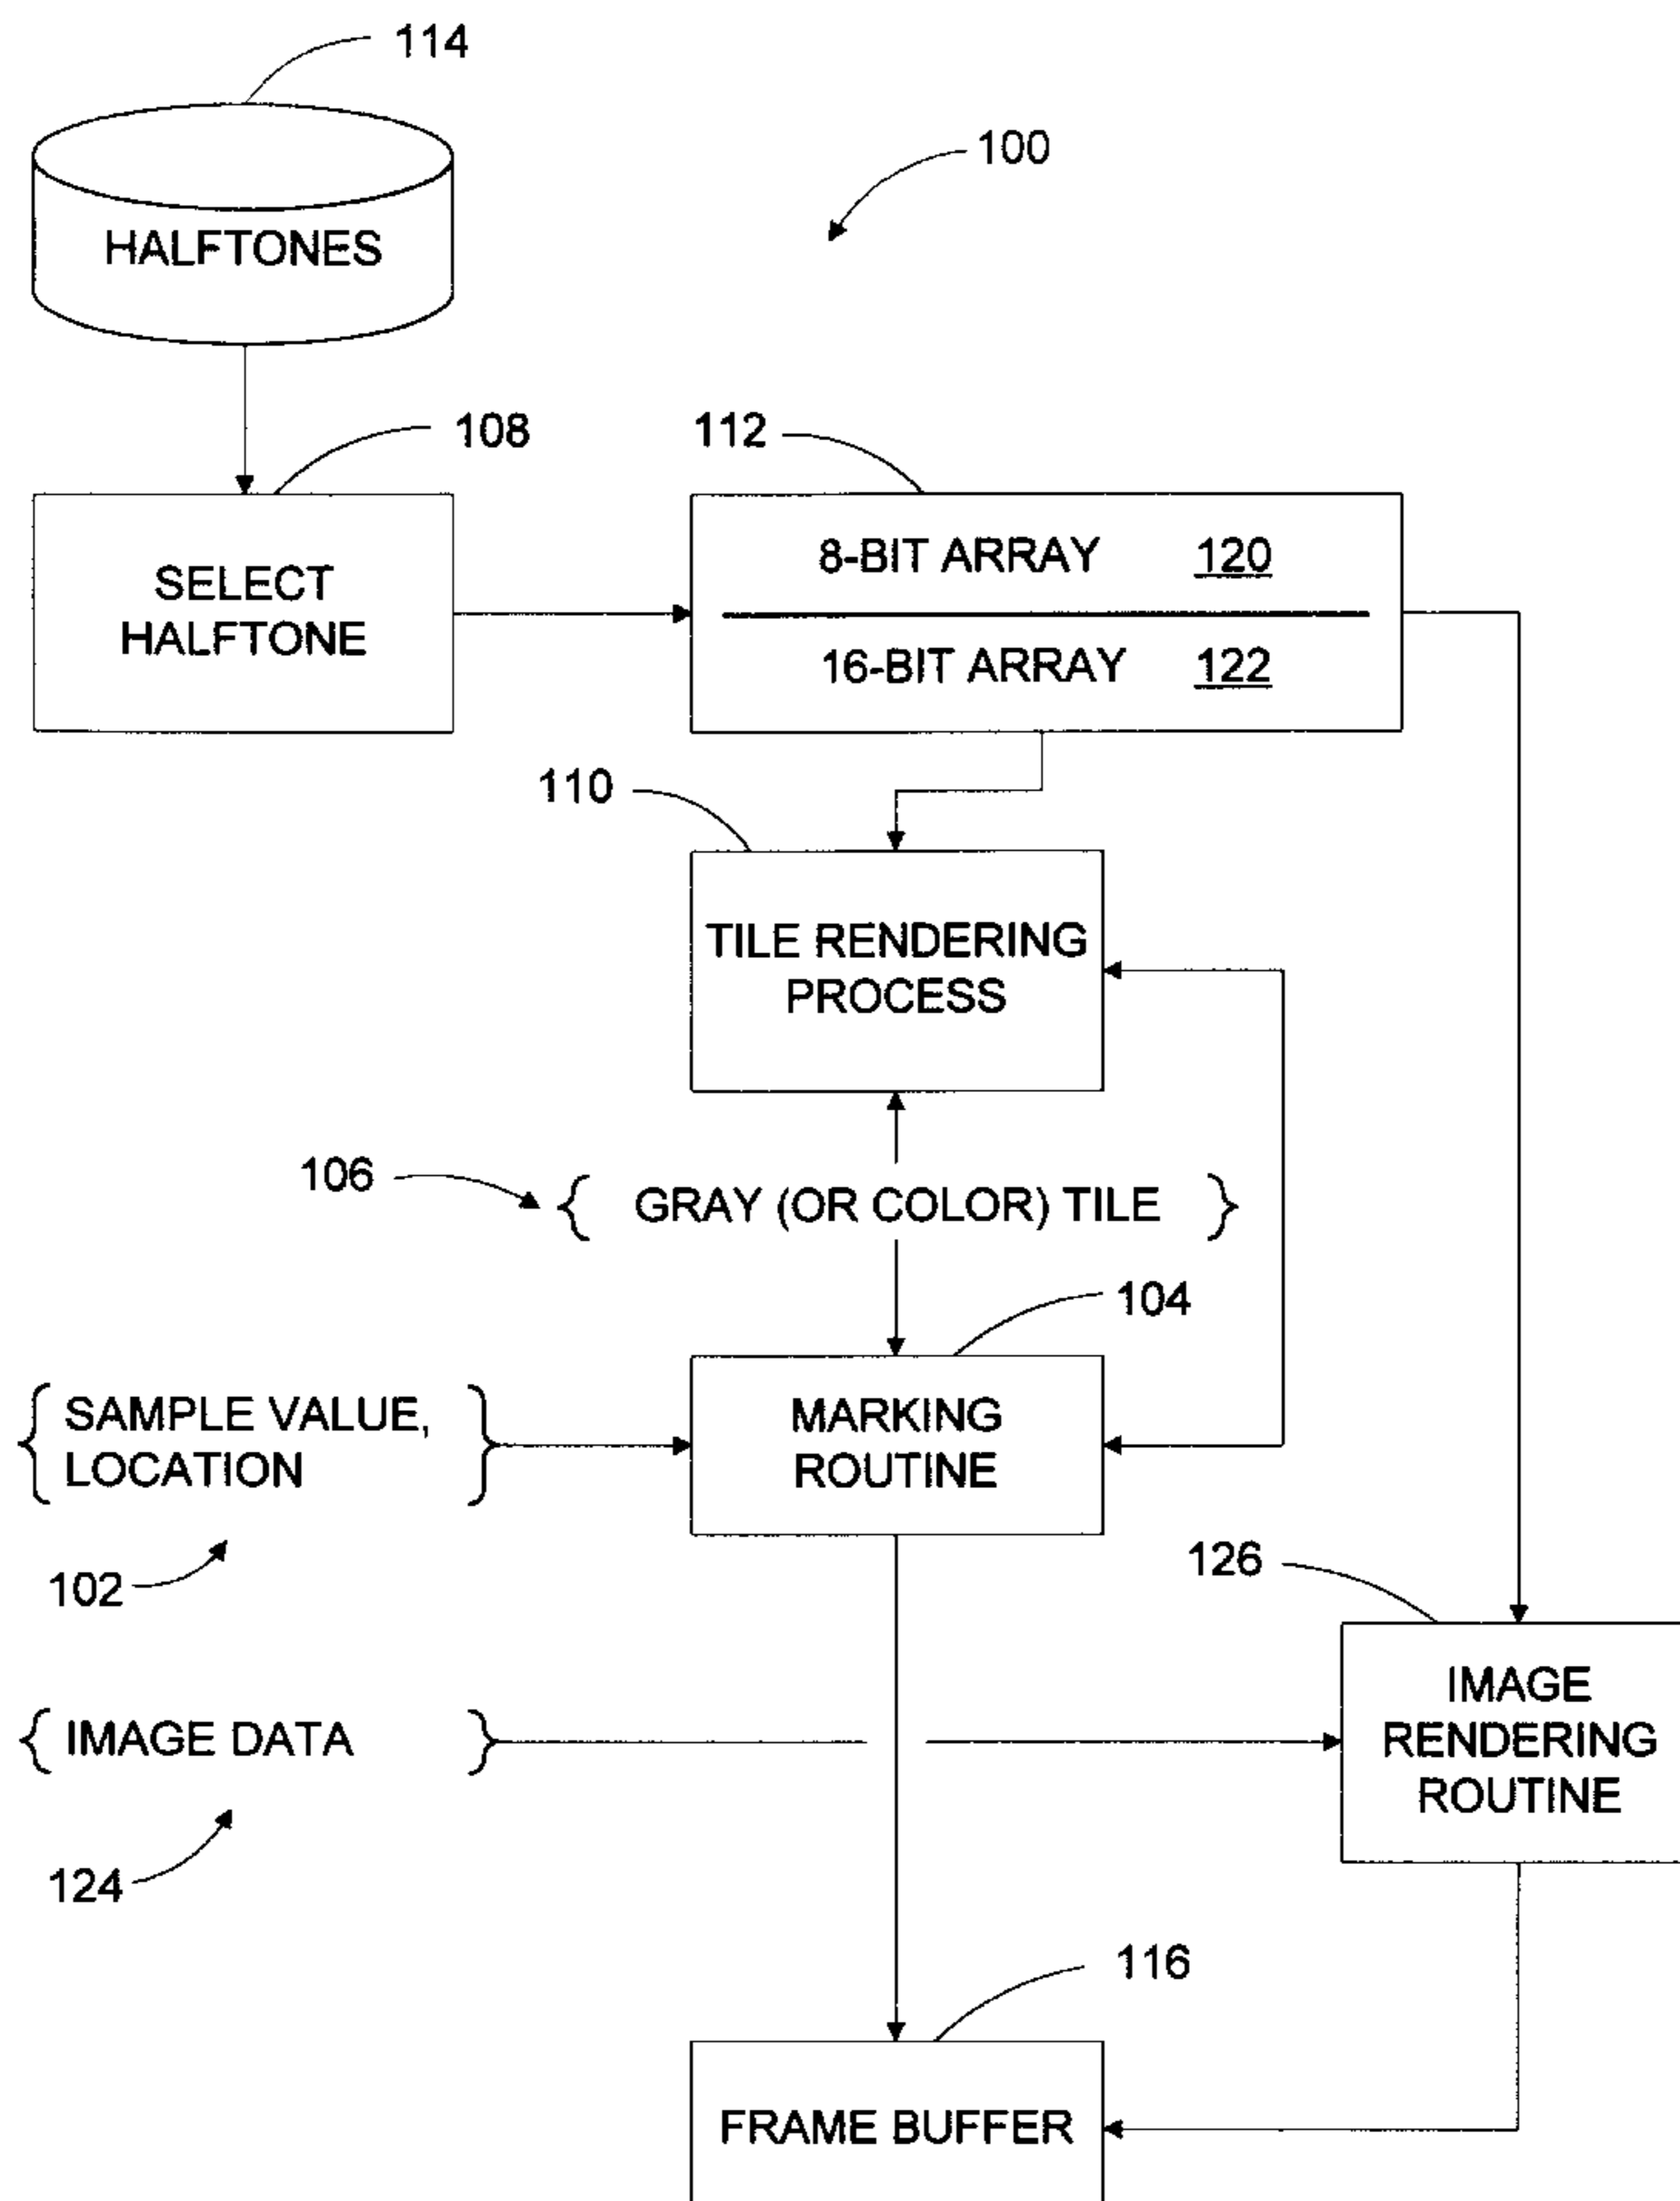 114
100
HALFTONES
108
112
SELECT
HALFTONE
8-BIT ARRAY 120
16-BIT ARRAY 122
110
TILE RENDERING
PROCESS
106
{ GRAY (OR COLOR) TILE }
104
{ SAMPLE VALUE,
LOCATION }
MARKING
ROUTINE
102
126
{ IMAGE DATA }
IMAGE
RENDERING
ROUTINE
124
116
FRAME BUFFER